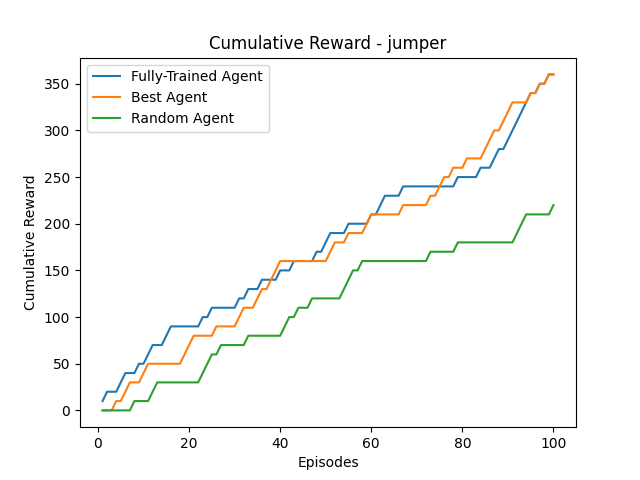 Cumulative Reward - jumper
Fully-Trained Agent
Best Agent
Random Agent
Cumulative Reward
350
300
250
200
150
100
50
0
0 20 40 60 80 100
Episodes